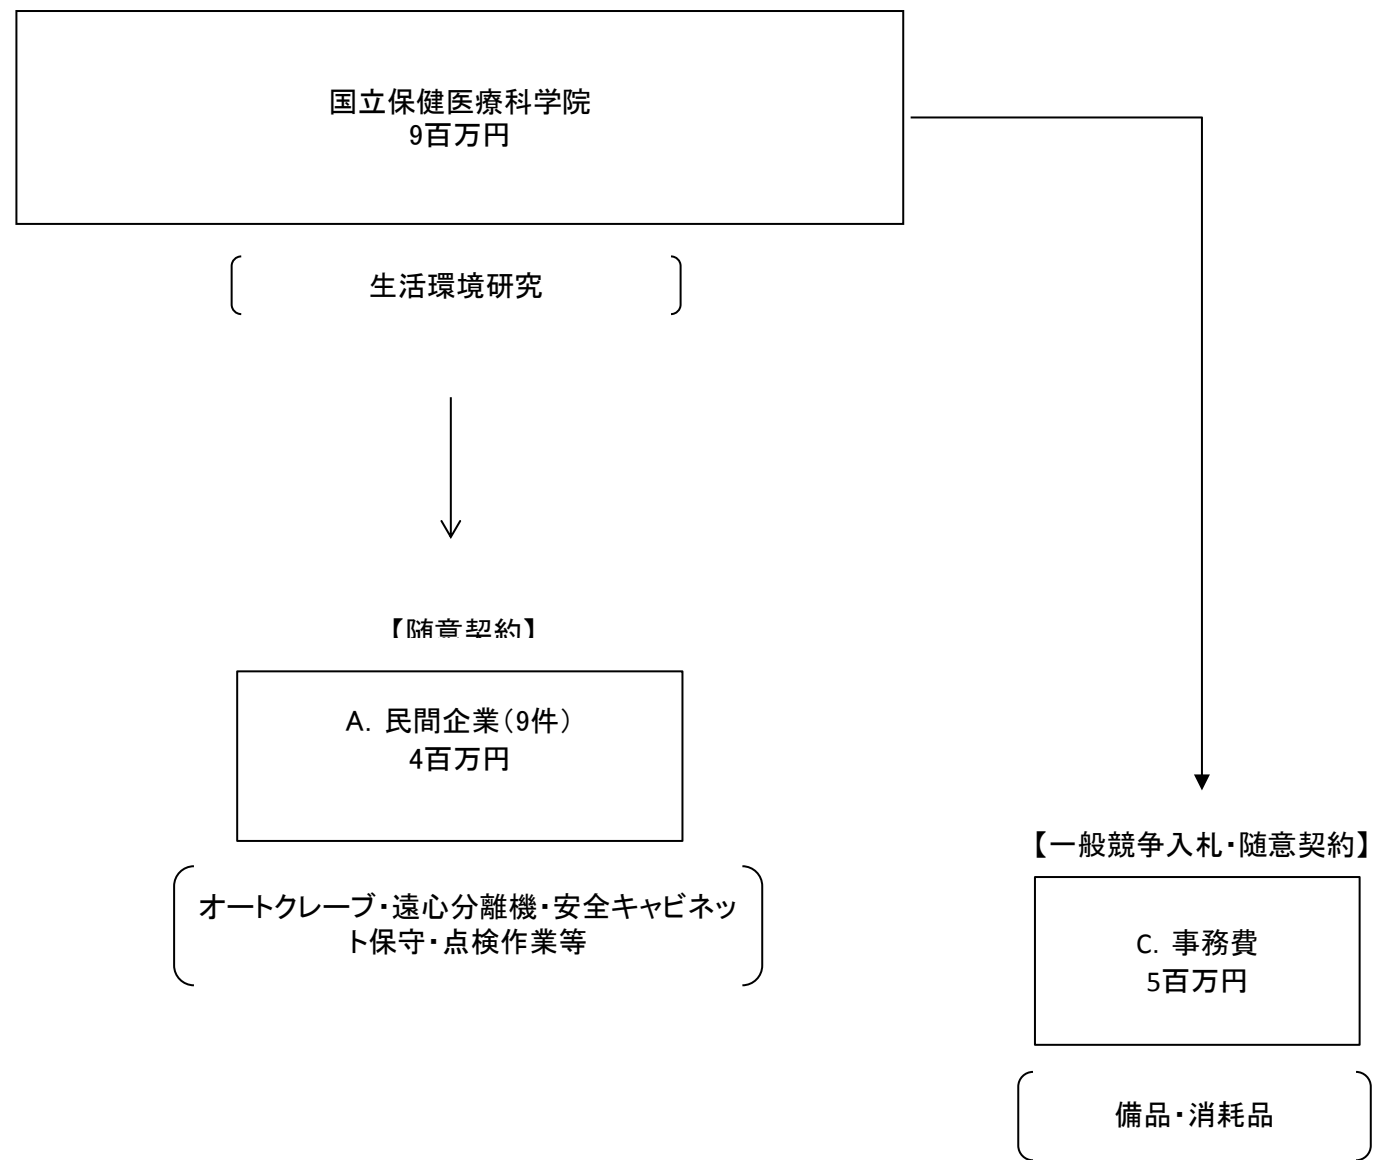 国立保健医療科学院
9百万円
生活環境研究
【随意契約】
A. 民間企業(9件)
4百万円
オートクレーブ・遠心分離機・安全キャビネッ
ト保守・点検作業等
【一般競争入札・随意契約】
C. 事務費
5百万円
備品・消耗品